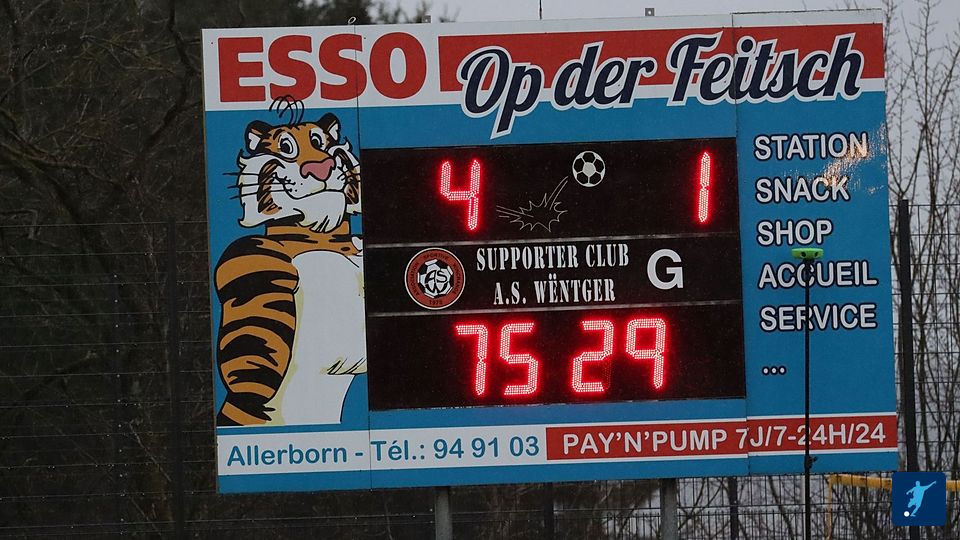 ESSO
Op der Feitsch
STATION
SNACK
SHOP
ACCUEIL
SERVICE
...
4 1
SUPPORTER CLUB
A.S. WËNTGER
G
75 29
Allerborn - Tél.: 94 91 03
PAY'N'PUMP 7J/7-24H/24